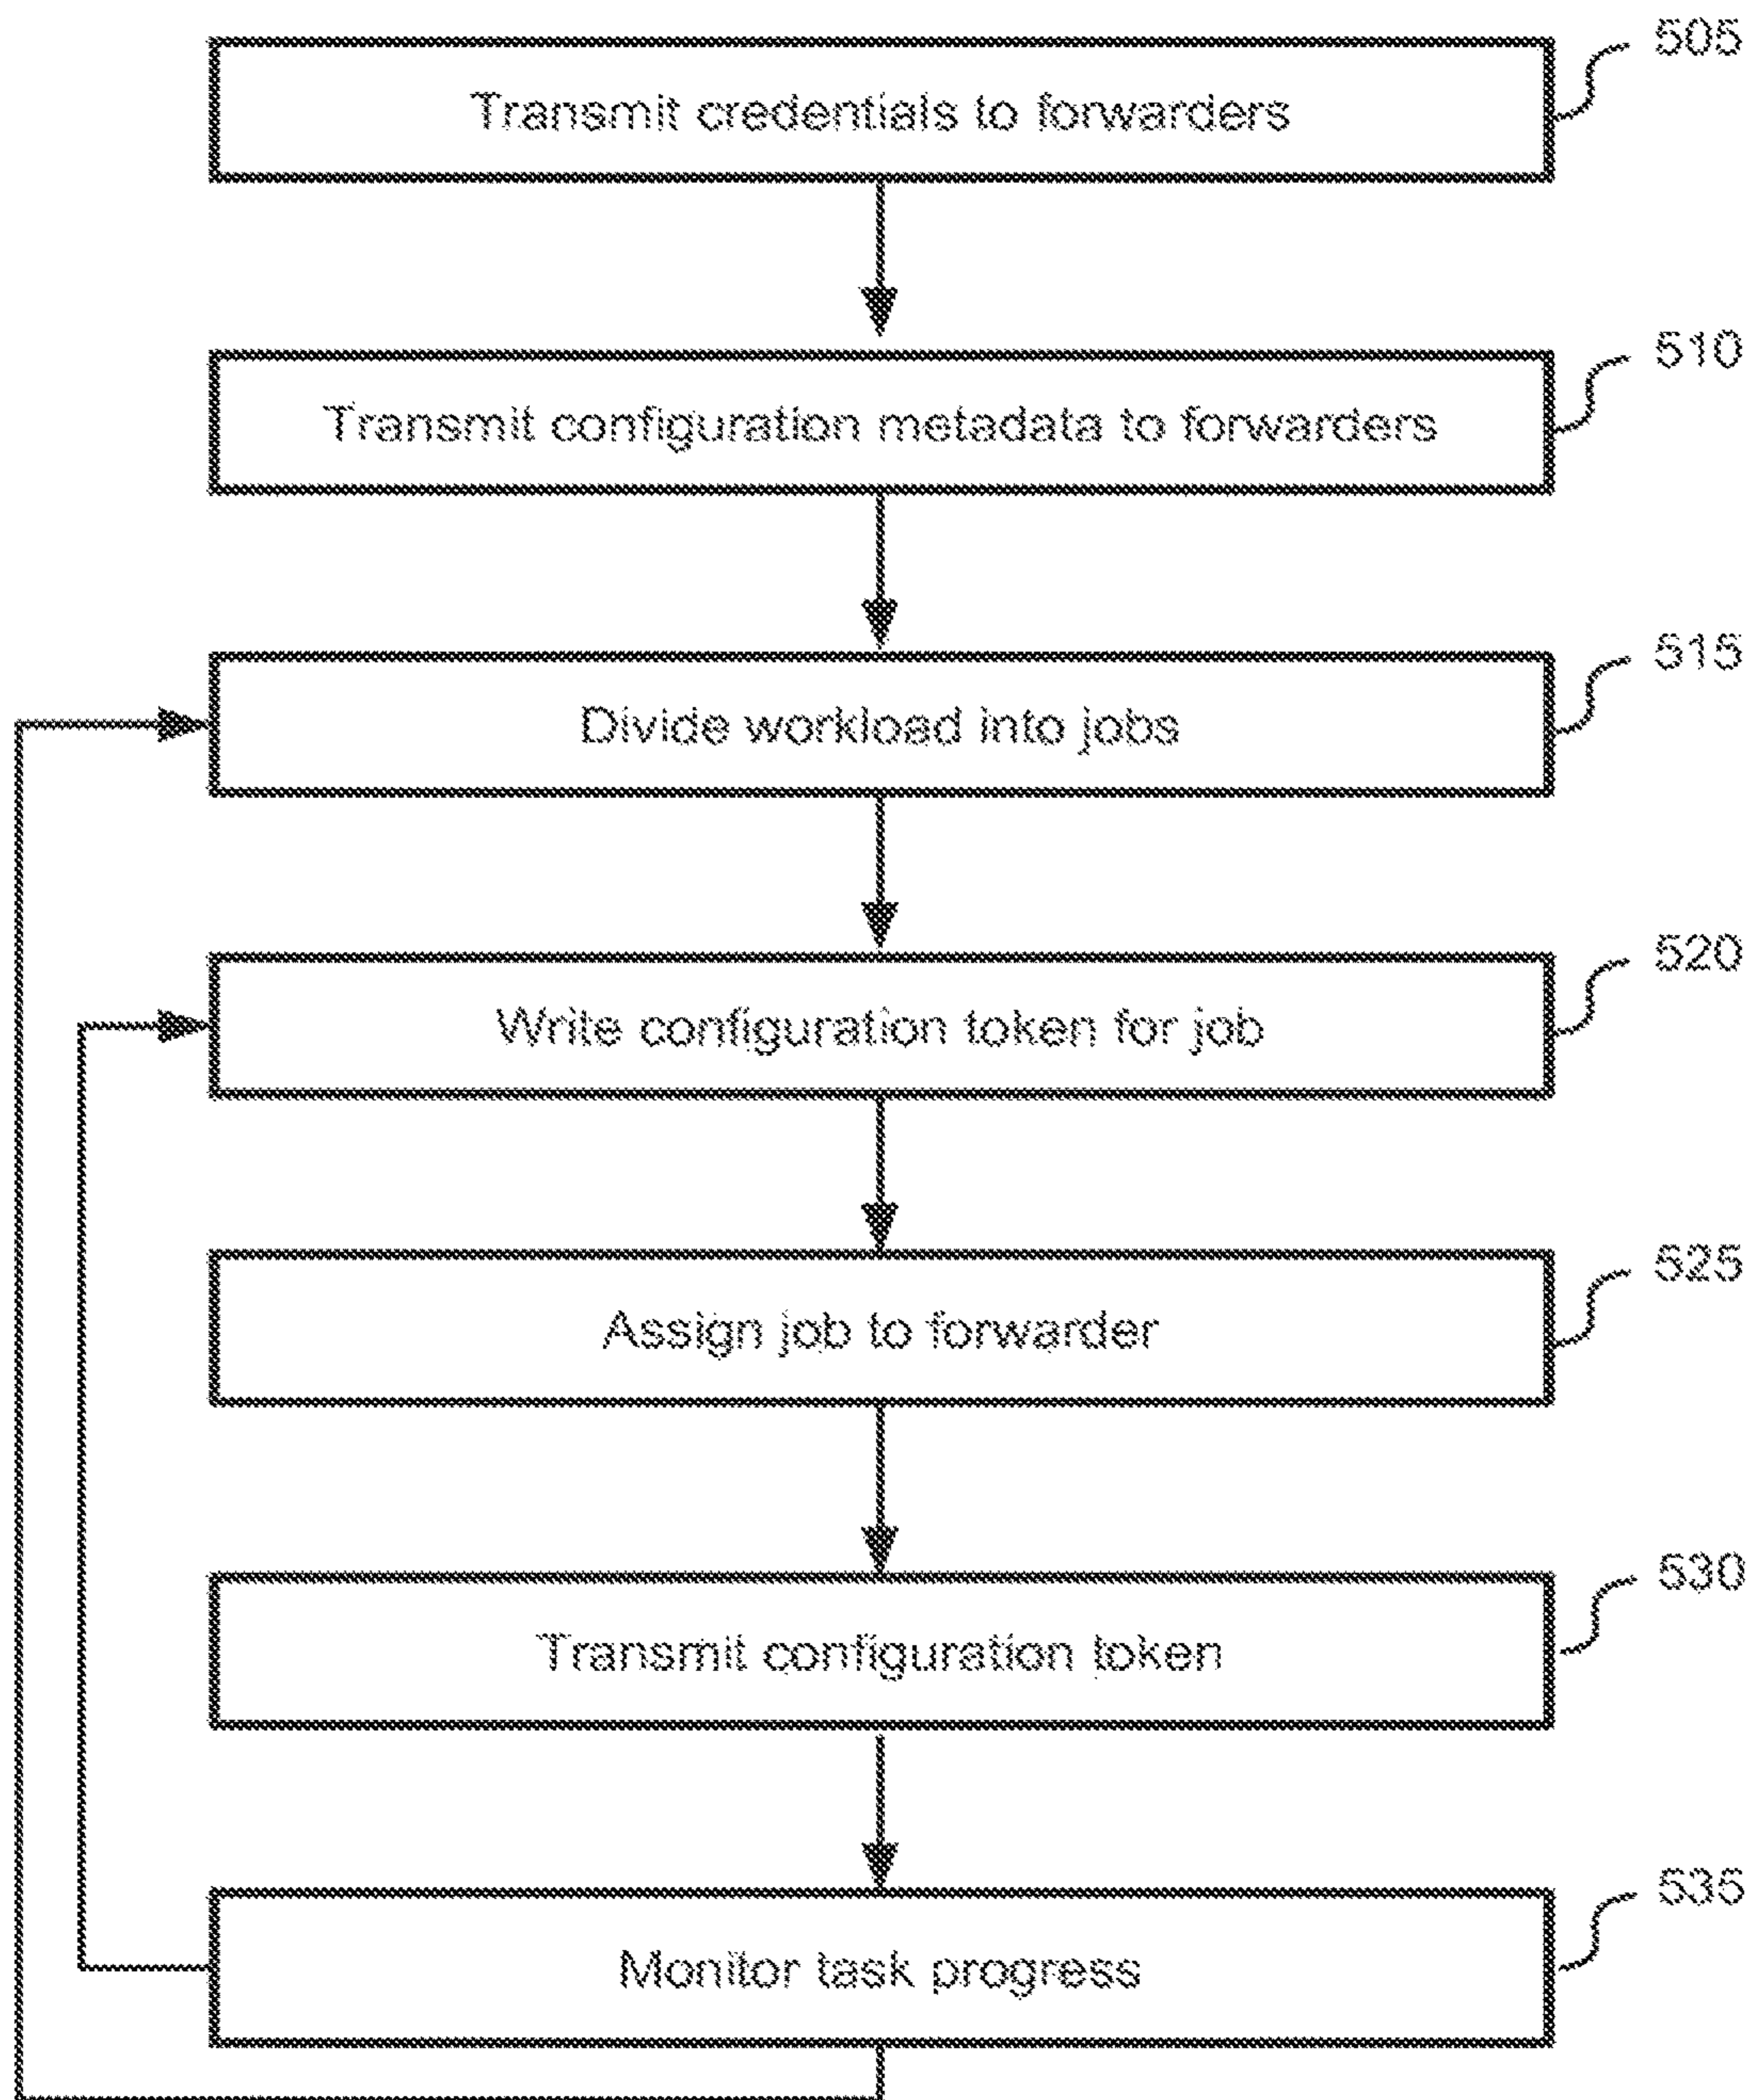 505
Transmit credentials to forwarders
510
Transmit configuration metadata to forwarders
515
Divide workload into jobs
520
Write configuration token for job
525
Assign job to forwarder
530
Transmit configuration token
535
Monitor task progress